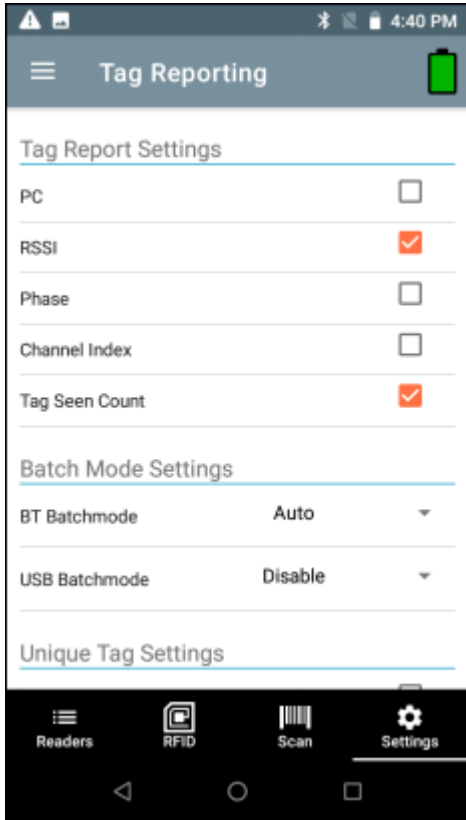 4:40 PM
Tag Reporting
Tag Report Settings
PC
RSSI
Phase
Channel Index
Tag Seen Count
Batch Mode Settings
BT Batchmode Auto
USB Batchmode Disable
Unique Tag Settings
Readers RFID Scan Settings